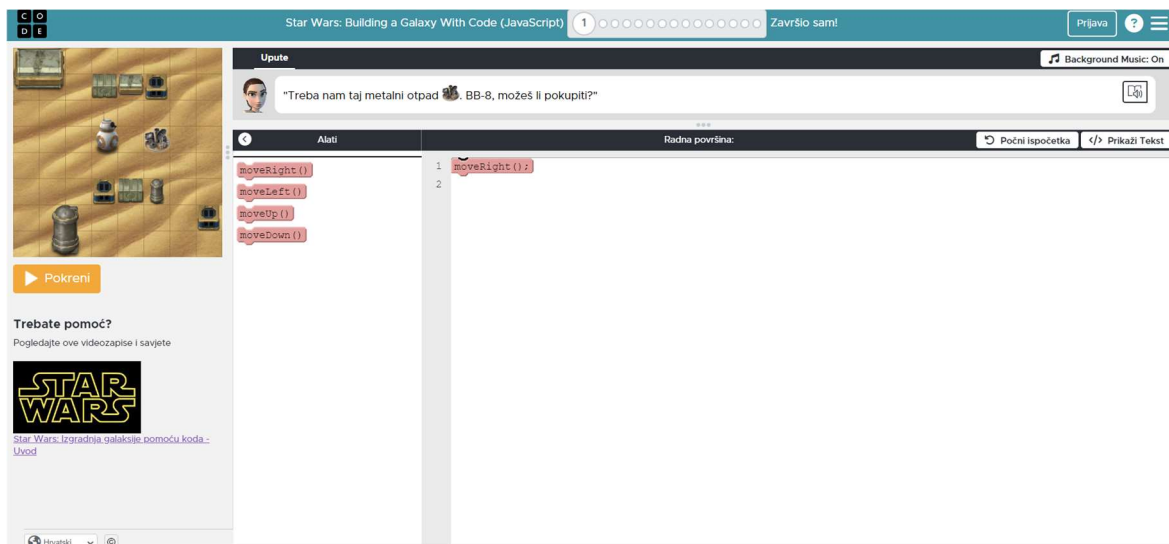 C O
D E
Star Wars: Building a Galaxy With Code (JavaScript)
1
Završio sam!
Prijava
?
Upute
Background Music: On
"Treba nam taj metalni otpad . BB-8, možeš li pokupiti?"
Alati
Radna površina:
Počni ispočetka
</> Prikaži Tekst
moveRight()
moveLeft()
moveUp()
moveDown()
1 moveRight();
2
Pokreni
Trebate pomoć?
Pogledajte ove videozapise i savjete
STAR
WARS
Star Wars: Izgradnja galaksije pomoću koda -
Uvod
Hrvatski
©